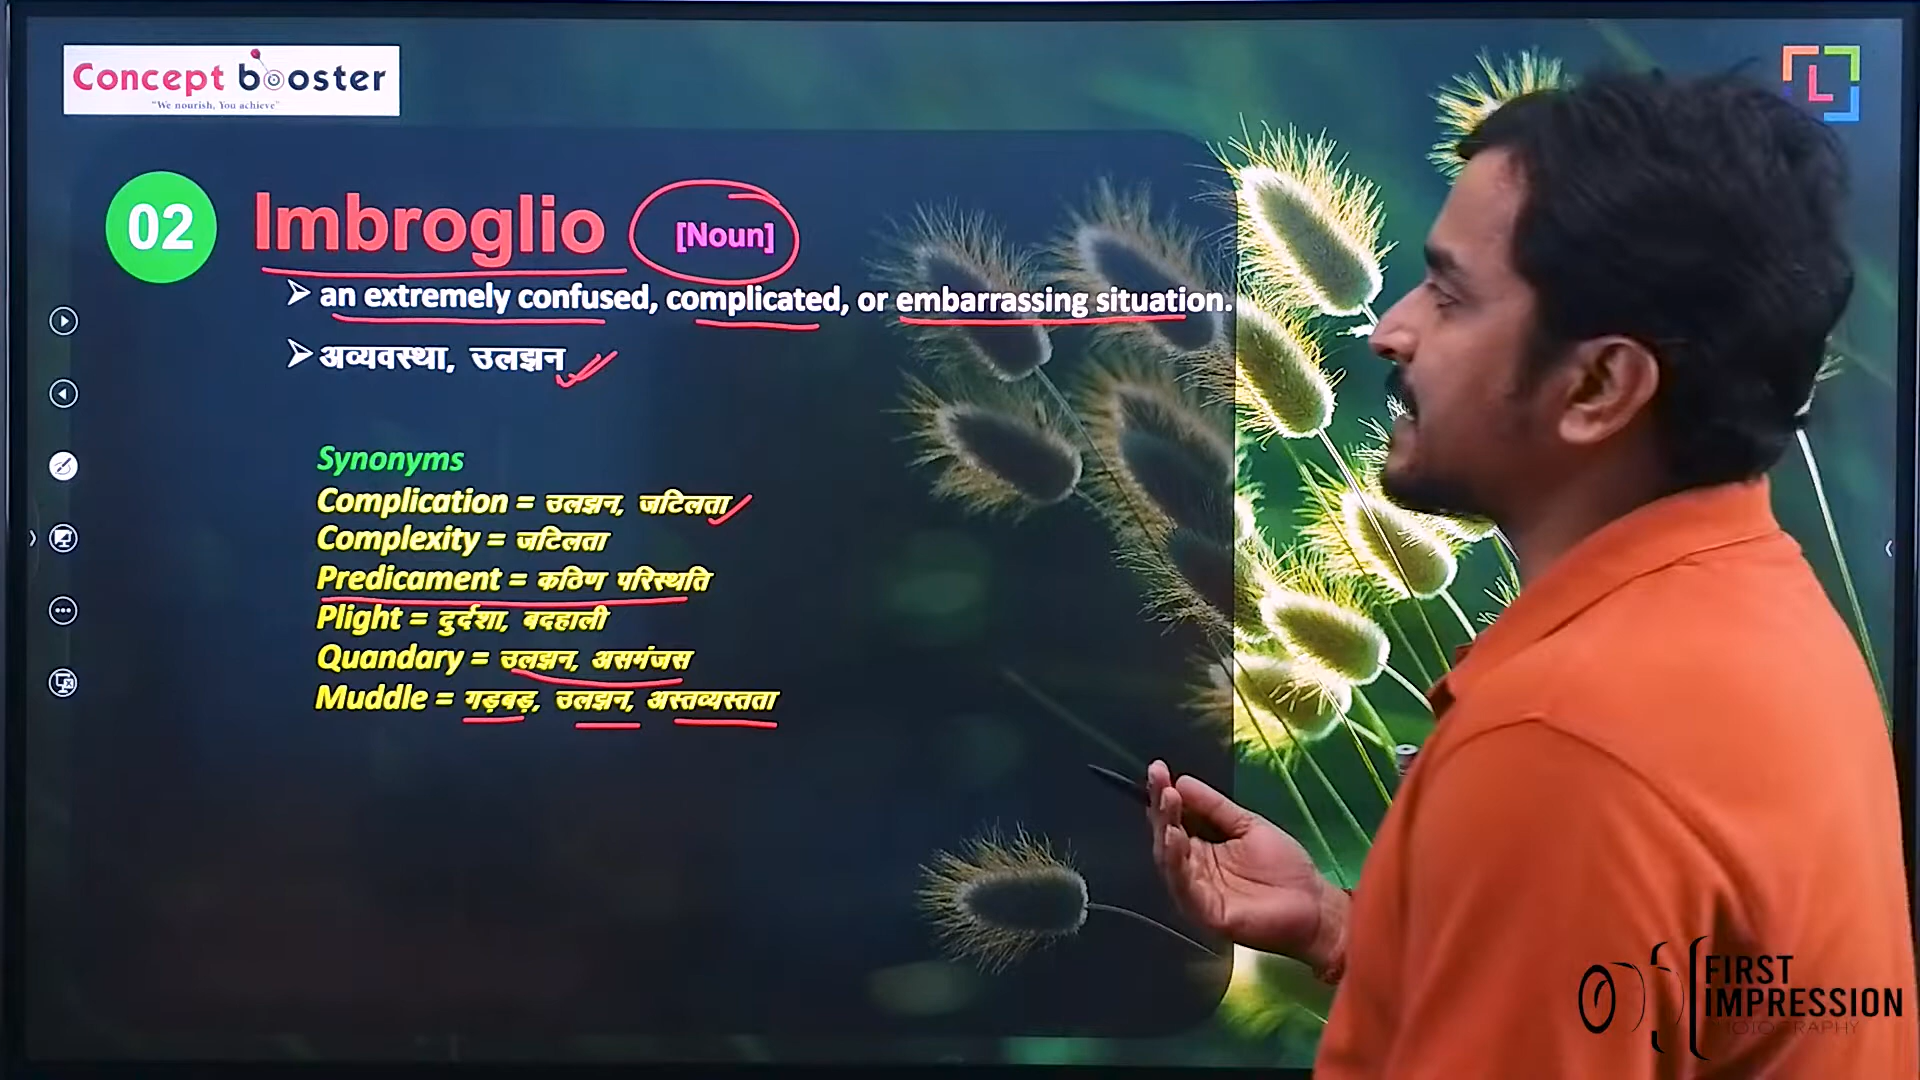 Concept booster
"We nourish, You achieve"
L
02 Imbroglio [Noun]
➢ an extremely confused, complicated, or embarrassing situation.
➢ अव्यवस्था, उलझन
Synonyms
Complication = उलझन, जटिलता
Complexity = जटिलता
Predicament = कठिण परिस्थति
Plight = दुर्दशा, बदहाली
Quandary = उलझन, असमंजस
Muddle = गड़बड़, उलझन, अस्तव्यस्तता
FIRST
IMPRESSION
PHOTOGRAPHY